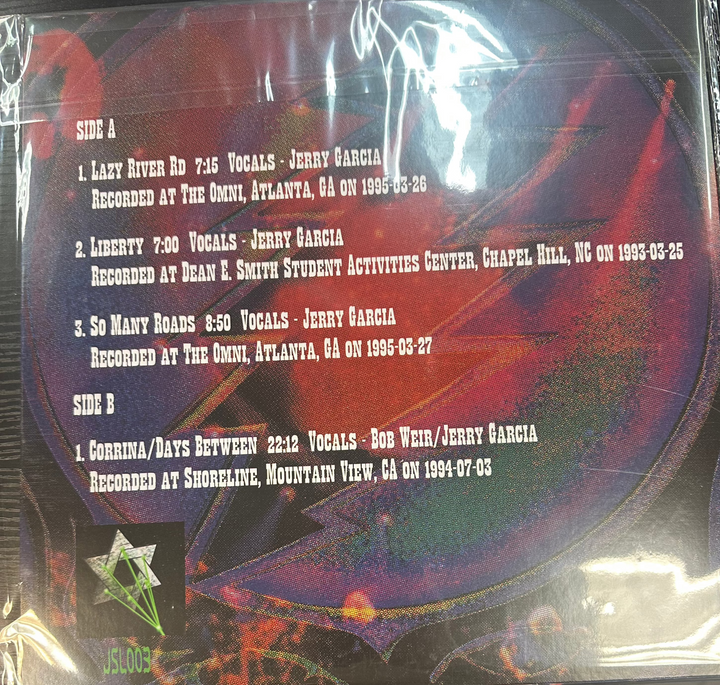 SIDE A
1. Lazy River Rd 7:15 Vocals - Jerry Garcia
Recorded at The Omni, Atlanta, GA on 1995-03-26
2. Liberty 7:00 Vocals - Jerry Garcia
Recorded at Dean E. Smith Student Activities Center, Chapel Hill, NC on 1993-03-25
3. So Many Roads 8:50 Vocals - Jerry Garcia
Recorded at The Omni, Atlanta, GA on 1995-03-27
SIDE B
1. Corrina/Days Between 22:12 Vocals - Bob Weir/Jerry Garcia
Recorded at Shoreline, Mountain View, CA on 1994-07-03
JSL003